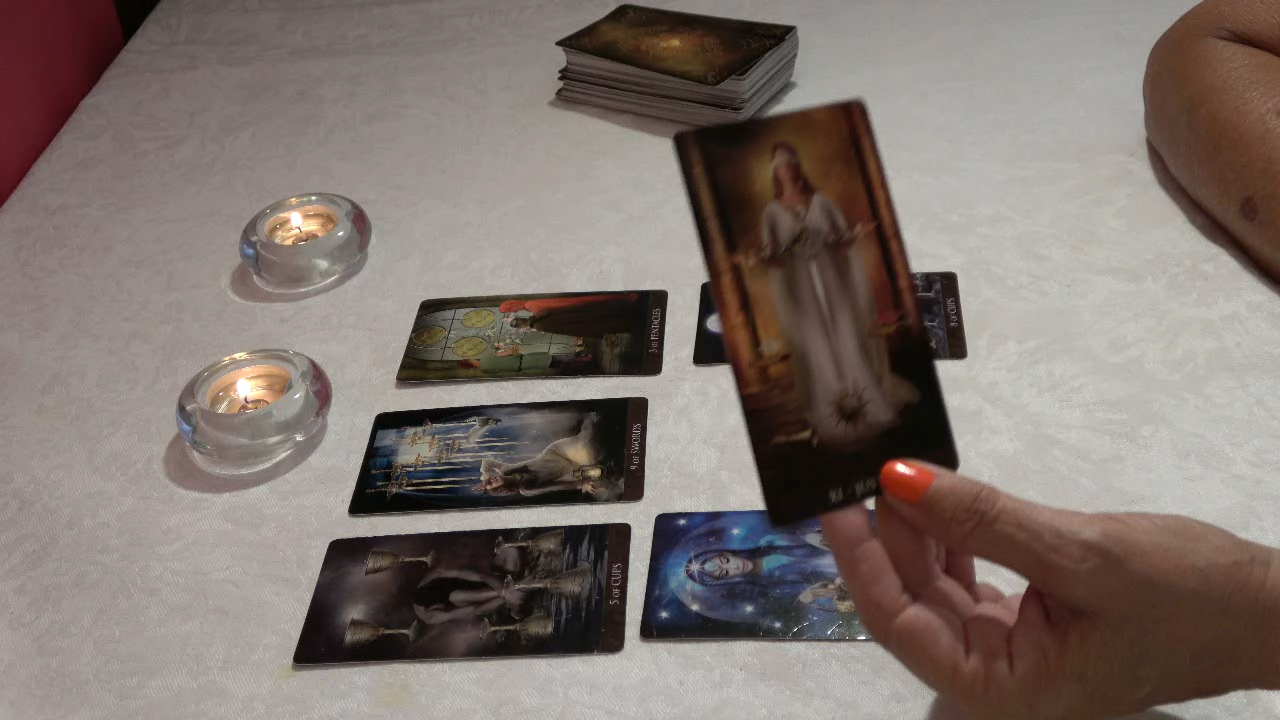 3 OF PENTACLES
8 OF CUPS
9 OF SWORDS
5 OF CUPS